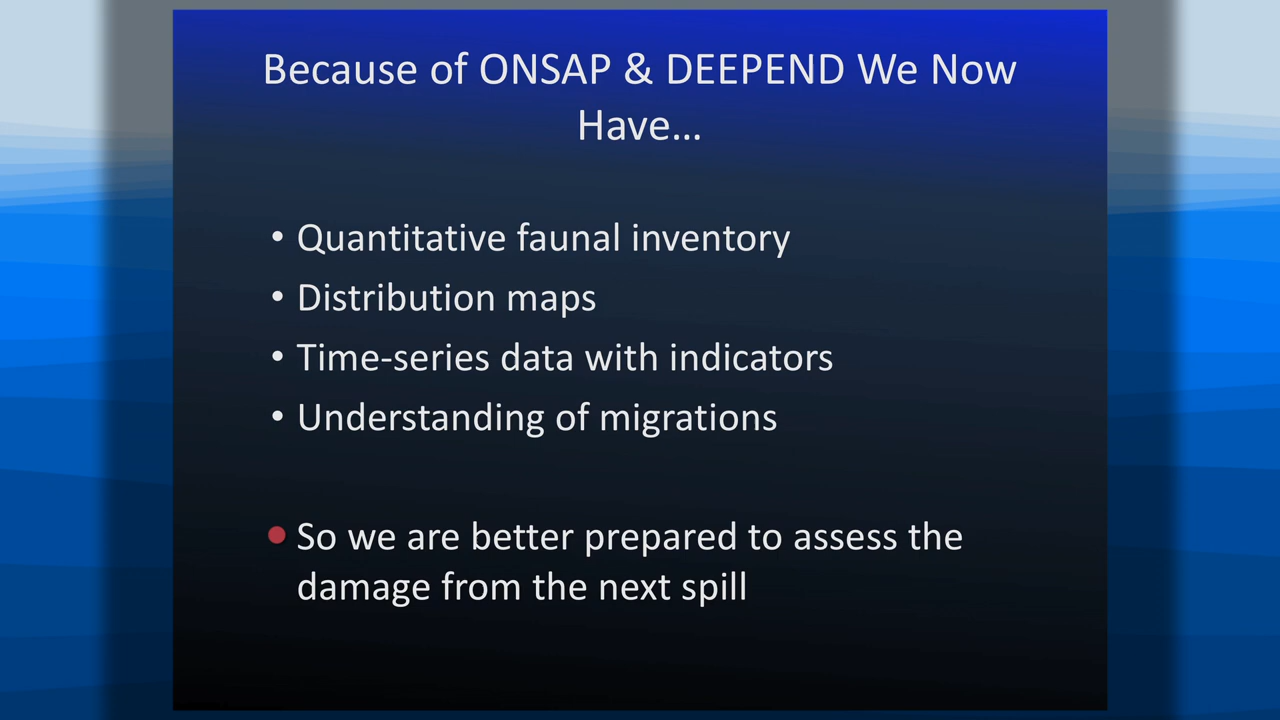 Because of ONSAP & DEEPEND We Now
Have...
• Quantitative faunal inventory
• Distribution maps
• Time-series data with indicators
• Understanding of migrations
• So we are better prepared to assess the
damage from the next spill